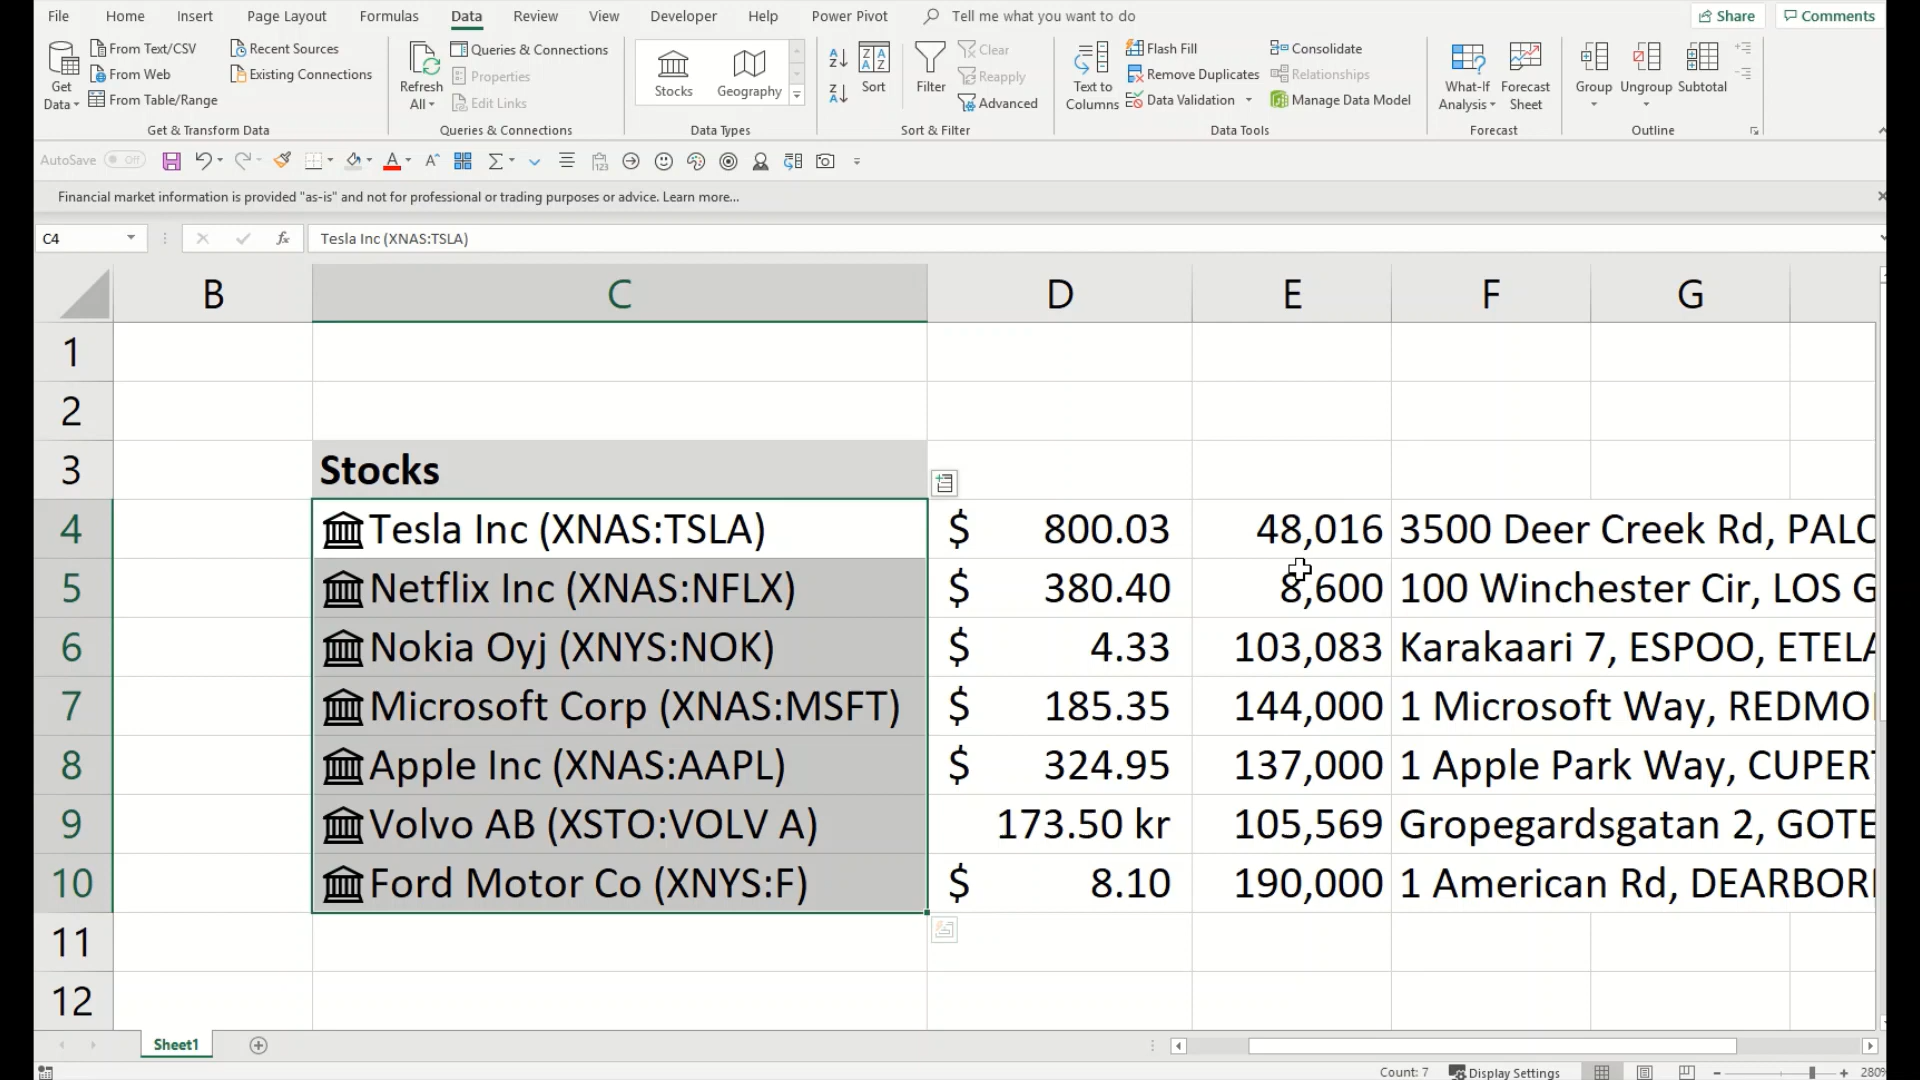 File Home Insert Page Layout Formulas Data Review View Developer Help Power Pivot Tell me what you want to do Share Comments
Get Data
From Text/CSV
From Web
From Table/Range
Recent Sources
Existing Connections
Get & Transform Data
Refresh All
Queries & Connections
Properties
Edit Links
Queries & Connections
Stocks Geography
Data Types
Sort
Filter
Clear
Reapply
Advanced
Sort & Filter
Text to Columns
Flash Fill
Remove Duplicates
Data Validation
Consolidate
Relationships
Manage Data Model
Data Tools
What-If Analysis
Forecast Sheet
Forecast
Group Ungroup Subtotal
Outline
AutoSave Off
Financial market information is provided "as-is" and not for professional or trading purposes or advice. Learn more...
C4 fx Tesla Inc (XNAS:TSLA)
B C D E F G
1
2
3 Stocks
4 Tesla Inc (XNAS:TSLA) $ 800.03 48,016 3500 Deer Creek Rd, PALO
5 Netflix Inc (XNAS:NFLX) $ 380.40 8,600 100 Winchester Cir, LOS G
6 Nokia Oyj (XNYS:NOK) $ 4.33 103,083 Karakaari 7, ESPOO, ETELA
7 Microsoft Corp (XNAS:MSFT) $ 185.35 144,000 1 Microsoft Way, REDMO
8 Apple Inc (XNAS:AAPL) $ 324.95 137,000 1 Apple Park Way, CUPERT
9 Volvo AB (XSTO:VOLV A) 173.50 kr 105,569 Gropegardsgatan 2, GOTE
10 Ford Motor Co (XNYS:F) $ 8.10 190,000 1 American Rd, DEARBOR
11
12
Sheet1
Count: 7 Display Settings 280%